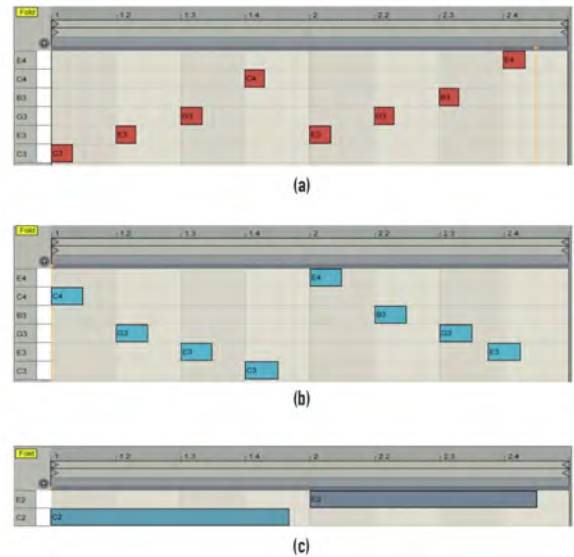 Fold 1 1.2 1.3 1.4 2 2.2 2.3 2.4
E4 E4
C4 C4
B3 B3
G3 G3 G3
E3 E3 E3
C3 C3
(a)
Fold 1 1.2 1.3 1.4 2 2.2 2.3 2.4
E4 E4
C4 C4
B3 B3
G3 G3 G3
E3 E3 E3
C3 C3
(b)
Fold 1 1.2 1.3 1.4 2 2.2 2.3 2.4
E2 E2
C2 C2
(c)